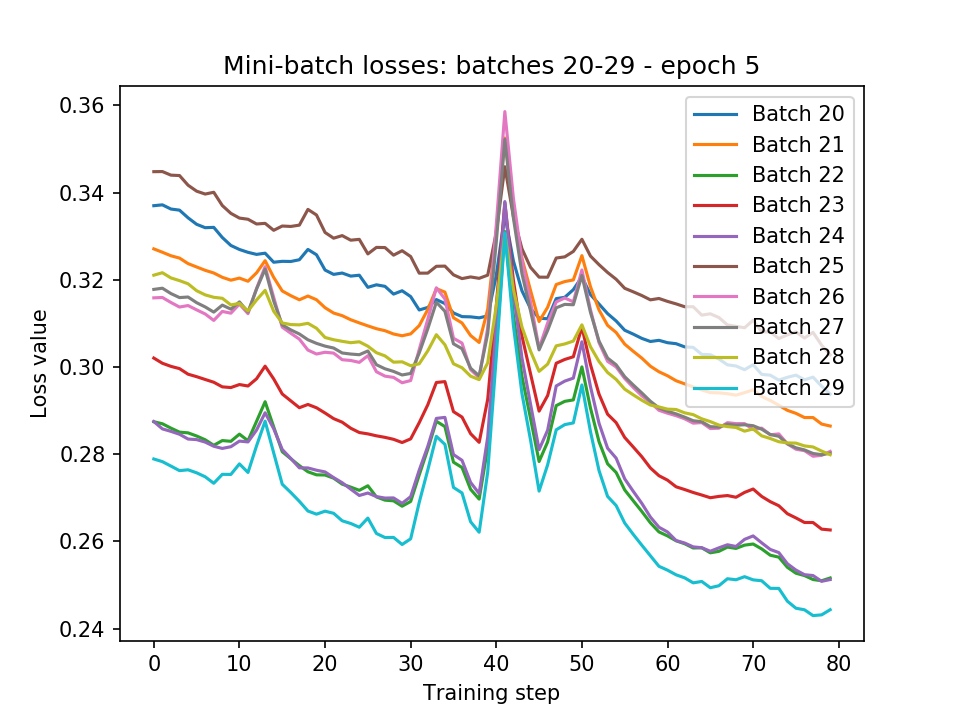 Mini-batch losses: batches 20-29 - epoch 5
0.36
0.34
0.32
0.30
0.28
0.26
0.24
Loss value
0
10
20
30
40
50
60
70
80
Training step
Batch 20
Batch 21
Batch 22
Batch 23
Batch 24
Batch 25
Batch 26
Batch 27
Batch 28
Batch 29